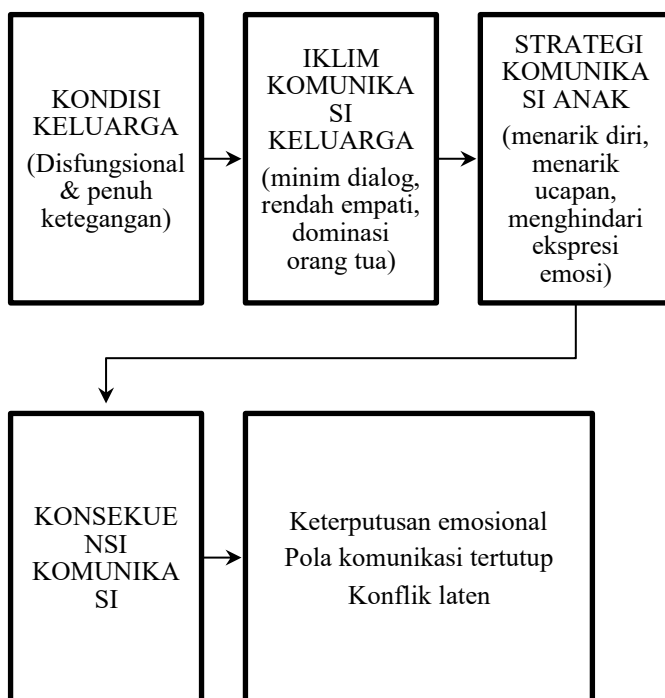 KONDISI
KELUARGA
(Disfungsional
& penuh
ketegangan)
IKLIM
KOMUNIKA
SI
KELUARGA
(minim dialog,
rendah empati,
dominasi
orang tua)
STRATEGI
KOMUNIKA
SI ANAK
(menarik diri,
menarik
ucapan,
menghindari
ekspresi
emosi)
KONSEKUE
NSI
KOMUNIKA
SI
Keterputusan emosional
Pola komunikasi tertutup
Konflik laten